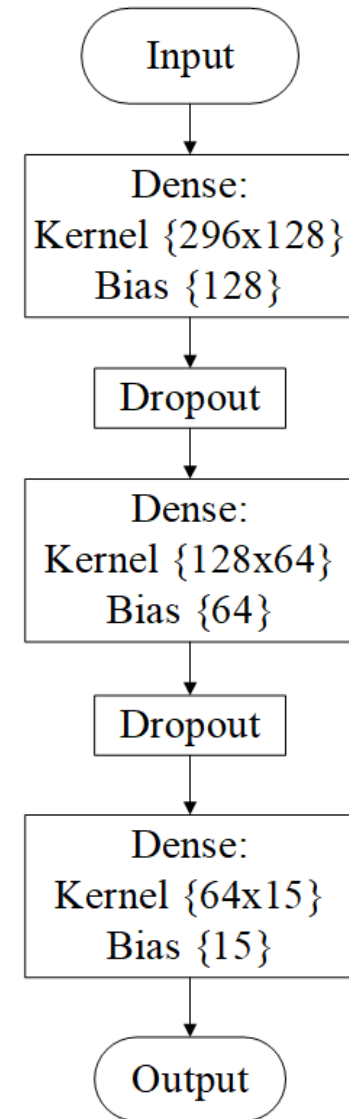 Input
Dense:
Kernel {296x128}
Bias {128}
Dropout
Dense:
Kernel {128x64}
Bias {64}
Dropout
Dense:
Kernel {64x15}
Bias {15}
Output